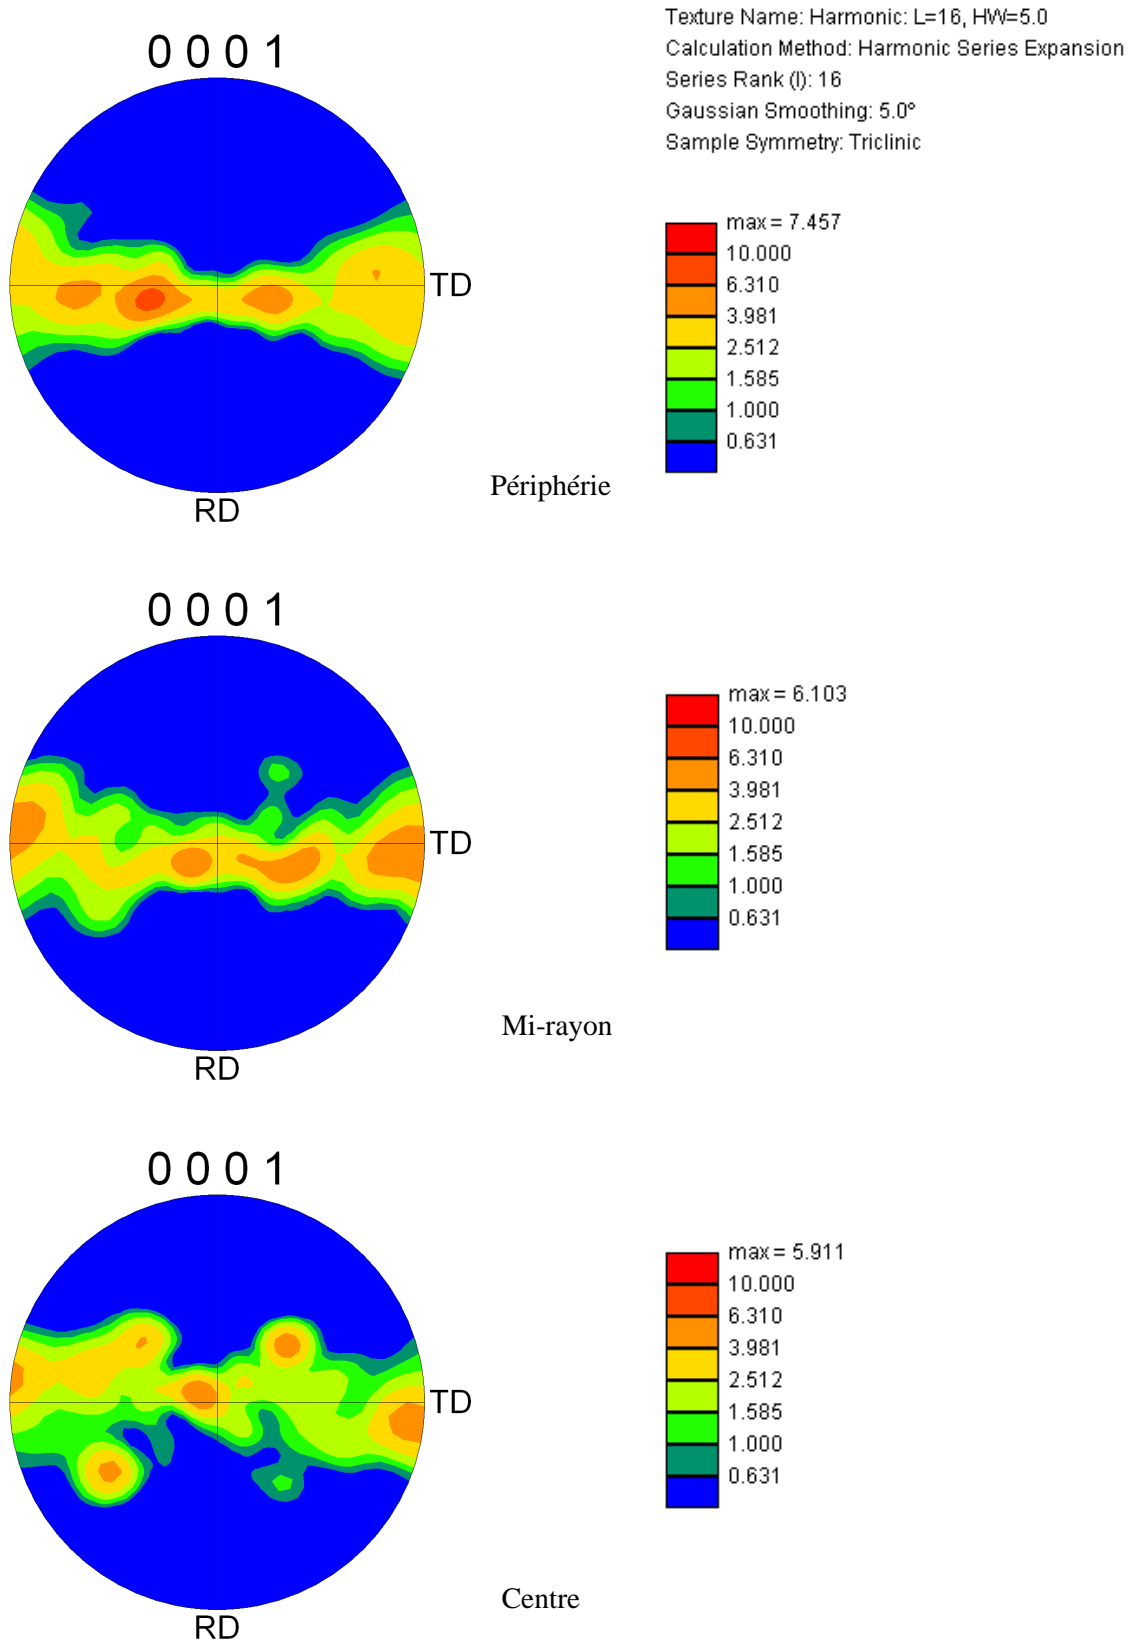 Texture Name: Harmonic: L=16, HW=5.0
Calculation Method: Harmonic Series Expansion
Series Rank (l): 16
Gaussian Smoothing: 5.0°
Sample Symmetry: Triclinic
0 0 0 1
TD
RD
max = 7.457
10.000
6.310
3.981
2.512
1.585
1.000
0.631
Périphérie
0 0 0 1
TD
RD
max = 6.103
10.000
6.310
3.981
2.512
1.585
1.000
0.631
Mi-rayon
0 0 0 1
TD
RD
max = 5.911
10.000
6.310
3.981
2.512
1.585
1.000
0.631
Centre